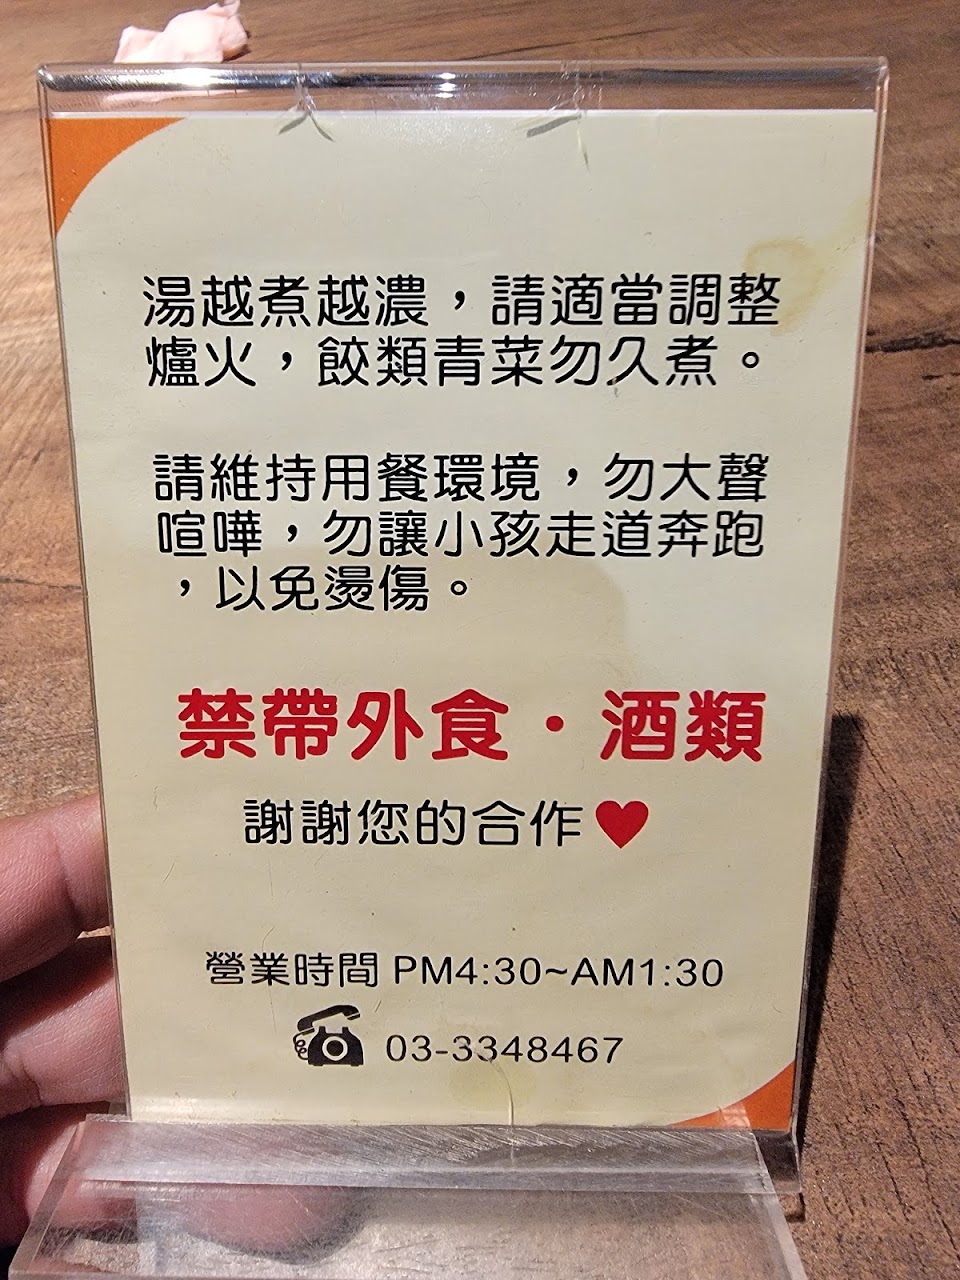 湯越煮越濃，請適當調整
爐火，餃類青菜勿久煮。
請維持用餐環境，勿大聲
喧嘩，勿讓小孩走道奔跑
，以免燙傷。
禁帶外食·酒類
謝謝您的合作♥
營業時間 PM4:30~AM1:30
03-3348467